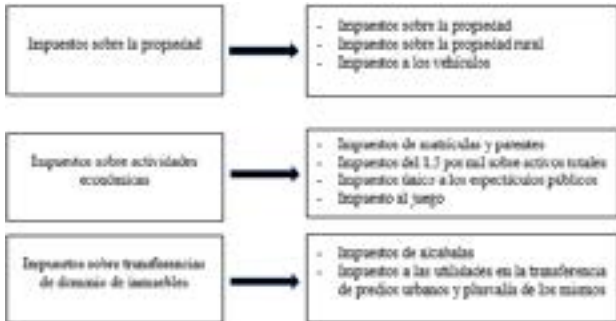 Impuestos sobre la propiedad
- Impuestos sobre la propiedad
- Impuestos sobre la propiedad rural
- Impuestos a los vehículos
Impuestos sobre actividades
económicas
- Impuestos de matrículas y patentes
- Impuestos del 1.5 por mil sobre activos totales
- Impuestos único a los espectáculos públicos
- Impuesto al juego
Impuestos sobre transferencias
de dominio de inmuebles
- Impuestos de alcabalas
- Impuestos a las utilidades en la transferencia
de predios urbanos y plusvalía de los mismos